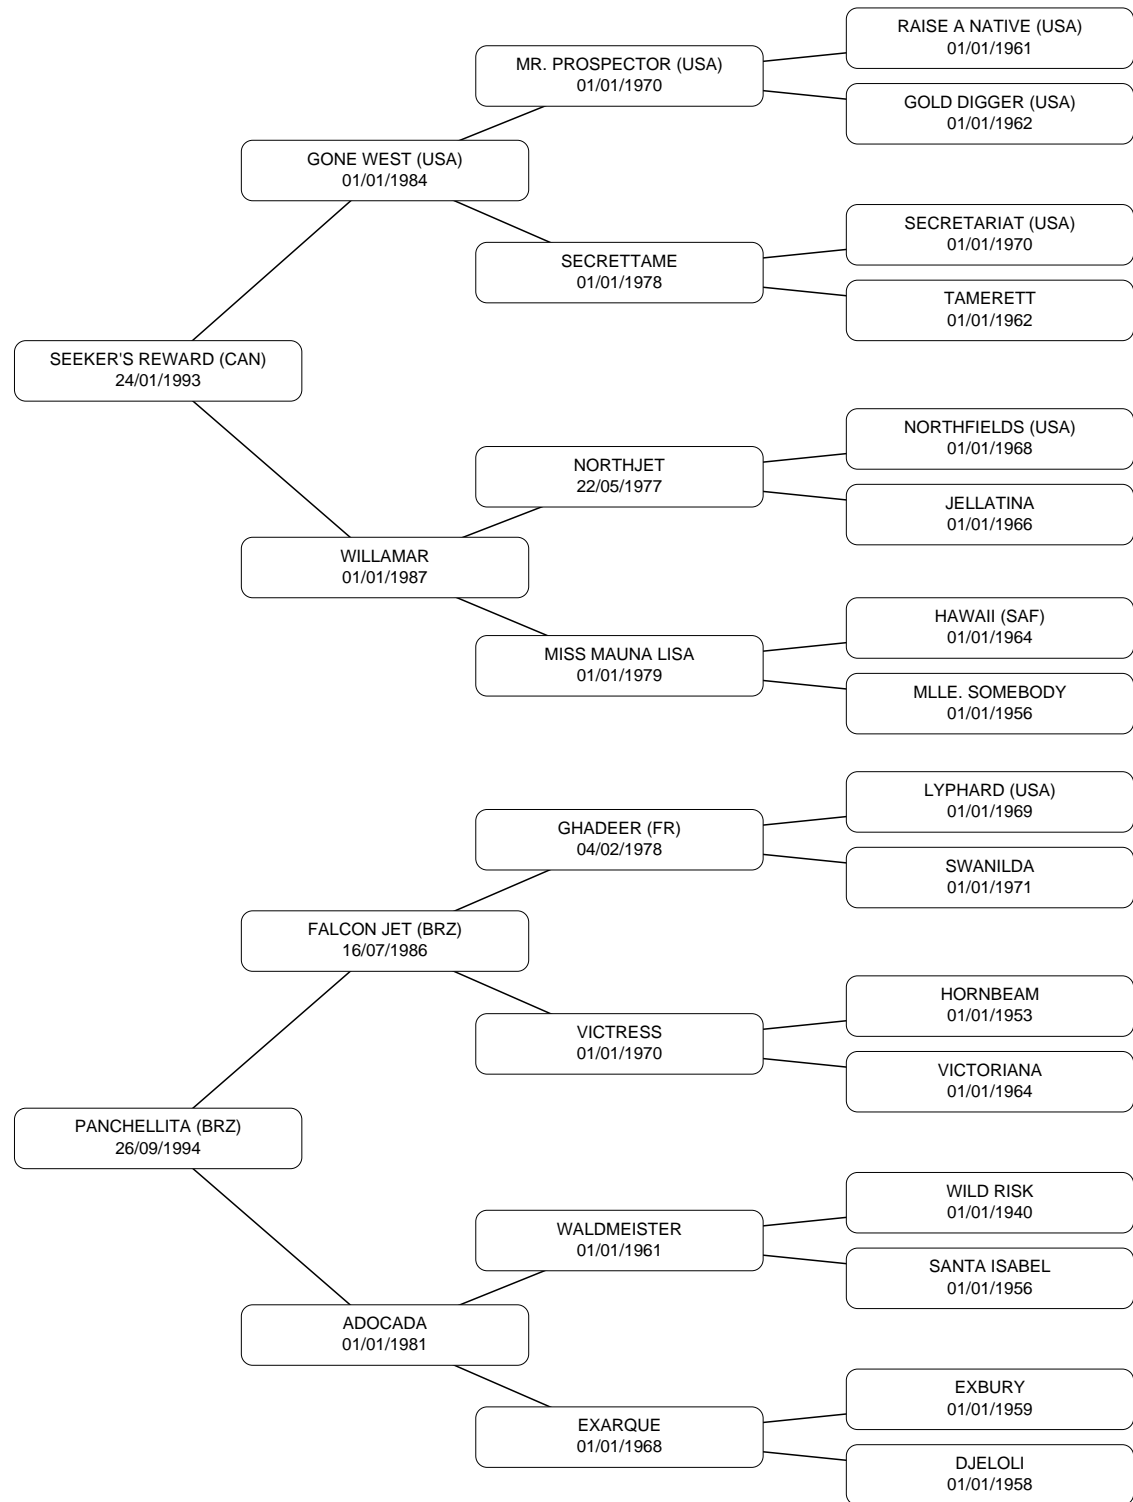 RAISE A NATIVE (USA)
01/01/1961
MR. PROSPECTOR (USA)
01/01/1970
GOLD DIGGER (USA)
01/01/1962
GONE WEST (USA)
01/01/1984
SECRETARIAT (USA)
01/01/1970
SECRETTAME
01/01/1978
TAMERETT
01/01/1962
SEEKER'S REWARD (CAN)
24/01/1993
NORTHFIELDS (USA)
01/01/1968
NORTHJET
22/05/1977
JELLATINA
01/01/1966
WILLAMAR
01/01/1987
HAWAII (SAF)
01/01/1964
MISS MAUNA LISA
01/01/1979
MLLE. SOMEBODY
01/01/1956
LYPHARD (USA)
01/01/1969
GHADEER (FR)
04/02/1978
SWANILDA
01/01/1971
FALCON JET (BRZ)
16/07/1986
HORNBEAM
01/01/1953
VICTRESS
01/01/1970
VICTORIANA
01/01/1964
PANCHELLITA (BRZ)
26/09/1994
WILD RISK
01/01/1940
WALDMEISTER
01/01/1961
SANTA ISABEL
01/01/1956
ADOCADA
01/01/1981
EXBURY
01/01/1959
EXARQUE
01/01/1968
DJELOLI
01/01/1958